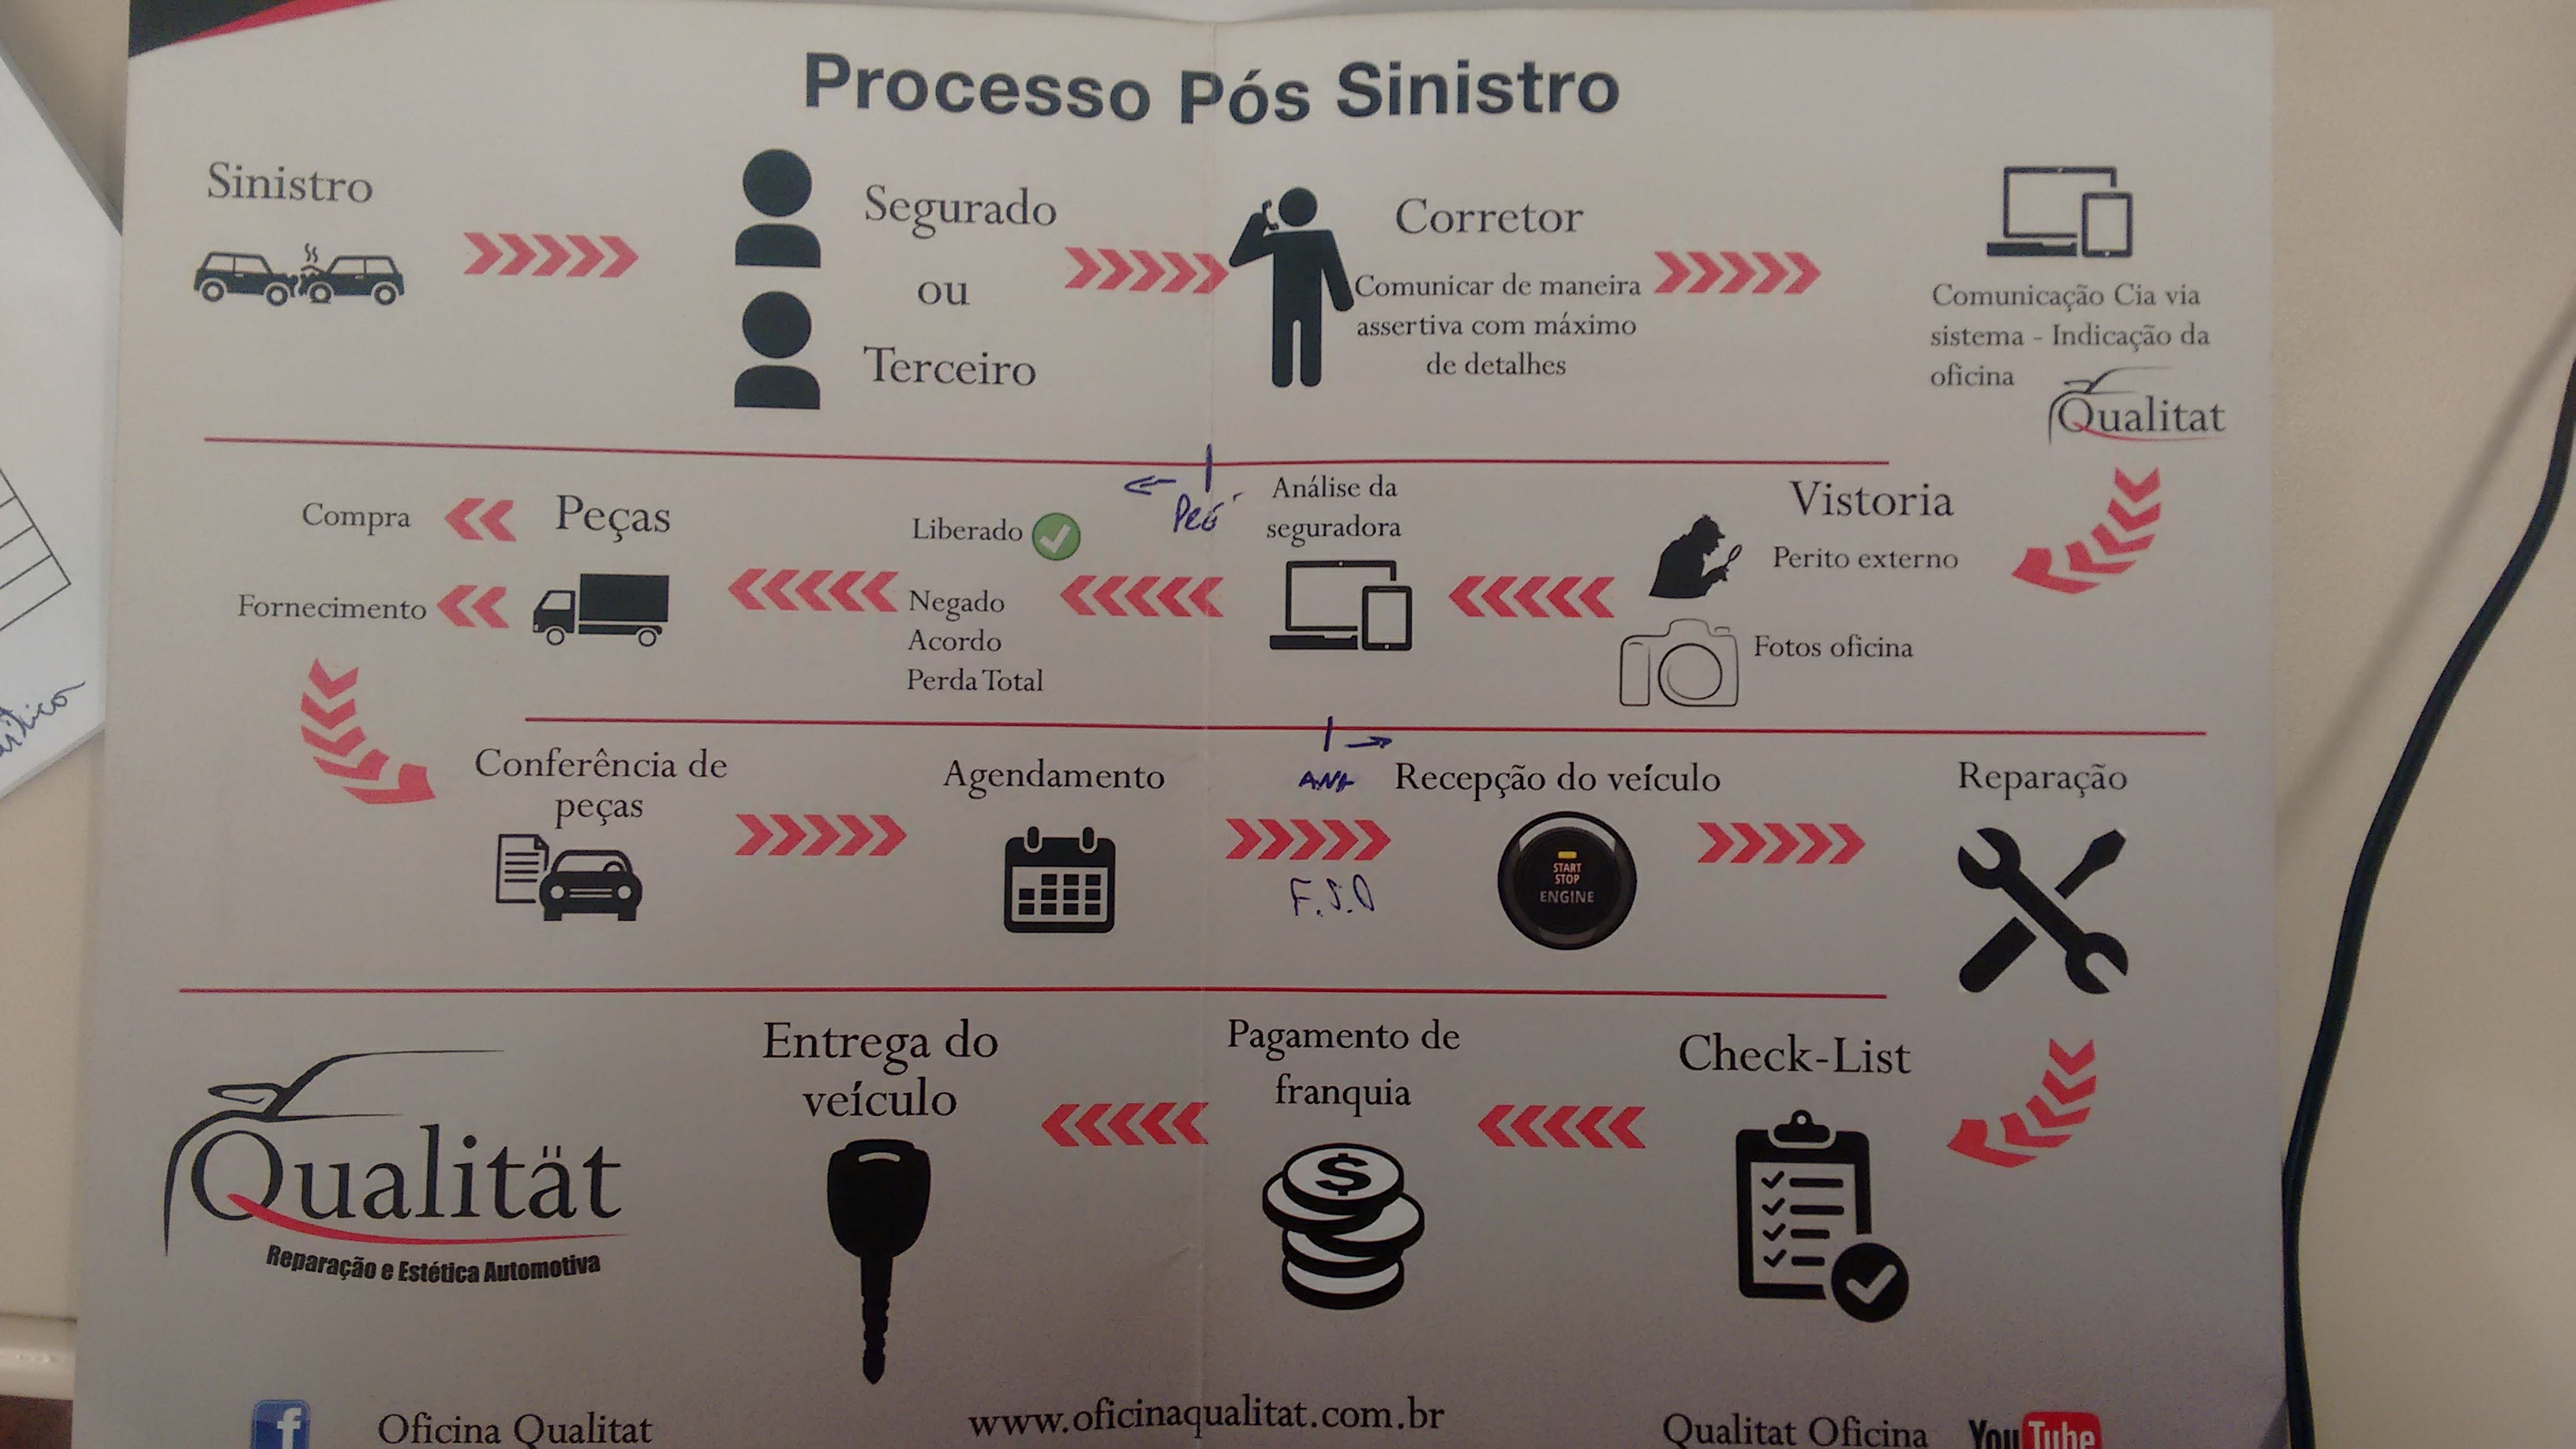 Processo Pós Sinistro
Sinistro
Segurado
ou
Terceiro
Corretor
Comunicar de maneira
assertiva com máximo
de detalhes
Comunicação Cia via
sistema - Indicação da
oficina
Qualitat
Vistoria
Perito externo
Fotos oficina
Análise da
seguradora
Liberado
Negado
Acordo
Perda Total
Peças
Compra
Fornecimento
Conferência de
peças
Agendamento
F.S.O
Recepção do veículo
START
STOP
ENGINE
Reparação
Check-List
Pagamento de
franquia
$
Entrega do
veículo
Qualität
Reparação e Estética Automotiva
f
Oficina Qualitat
www.oficinaqualitat.com.br
Qualitat Oficina
YouTube